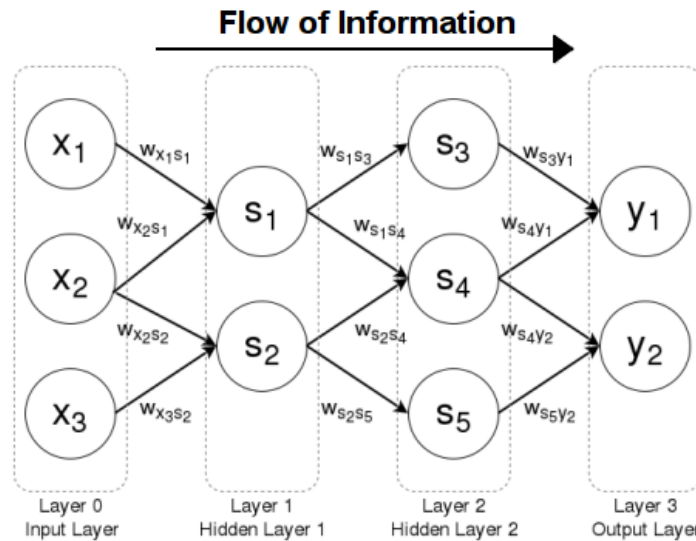 Flow of Information
x₁
x₂
x₃
wx₁s₁
wx₂s₁
wx₂s₂
wx₃s₂
s₁
s₂
ws₁s₃
ws₁s₄
ws₂s₄
ws₂s₅
s₃
s₄
s₅
ws₃y₁
ws₄y₁
ws₄y₂
ws₅y₂
y₁
y₂
Layer 0
Input Layer
Layer 1
Hidden Layer 1
Layer 2
Hidden Layer 2
Layer 3
Output Layer